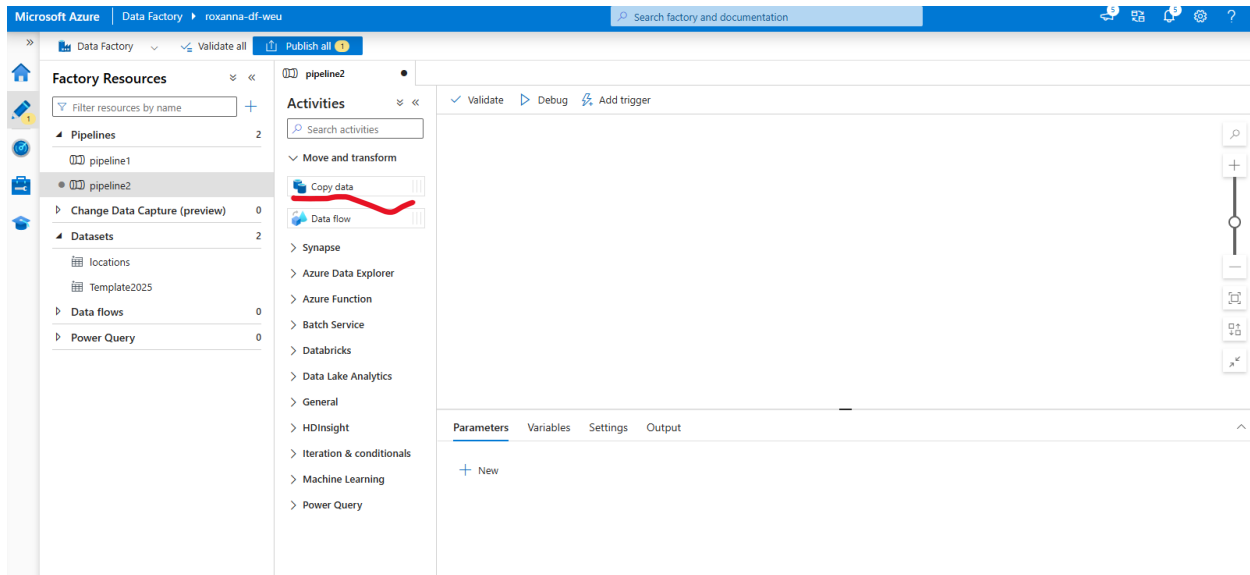 Microsoft Azure Data Factory roxanna-df-weu Search factory and documentation 5 5
Data Factory Validate all Publish all 1
Factory Resources
Filter resources by name
1
Pipelines 2
pipeline1
pipeline2
Change Data Capture (preview) 0
Datasets 2
locations
Template2025
Data flows 0
Power Query 0
pipeline2
Activities
Search activities
Move and transform
Copy data
Data flow
Synapse
Azure Data Explorer
Azure Function
Batch Service
Databricks
Data Lake Analytics
General
HDInsight
Iteration & conditionals
Machine Learning
Power Query
Validate Debug Add trigger
Parameters Variables Settings Output
New